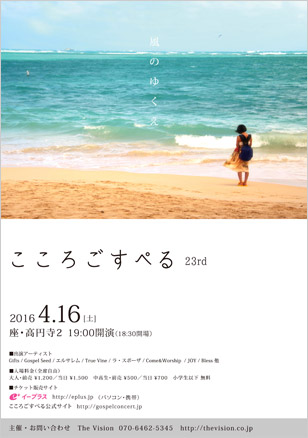 風のゆくえ
こころごすぺる 23rd
2016 4.16 [土]
座・高円寺2 19:00開演(18:30開場)
■出演アーティスト
Gifts / Gospel Seed / エルサレム / True Vine / ラ・スポーザ / Come&Worship / JOY / Bless 他
■入場料金(全席自由)
大人・前売 ¥1,200／当日 ¥1,500 中高生・前売 ¥500／当日 ¥700 小学生以下 無料
■チケット販売サイト
e+ イープラス http://eplus.jp (パソコン・携帯)
こころごすぺる公式サイト http://gospelconcert.jp
主催・お問い合わせ The Vision 070-6462-5345 http://thevision.co.jp